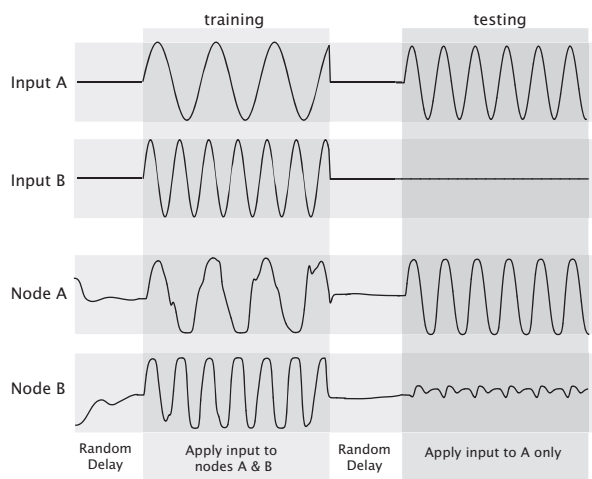 training
testing
Input A
Input B
Node A
Node B
Random
Delay
Apply input to
nodes A & B
Random
Delay
Apply input to A only